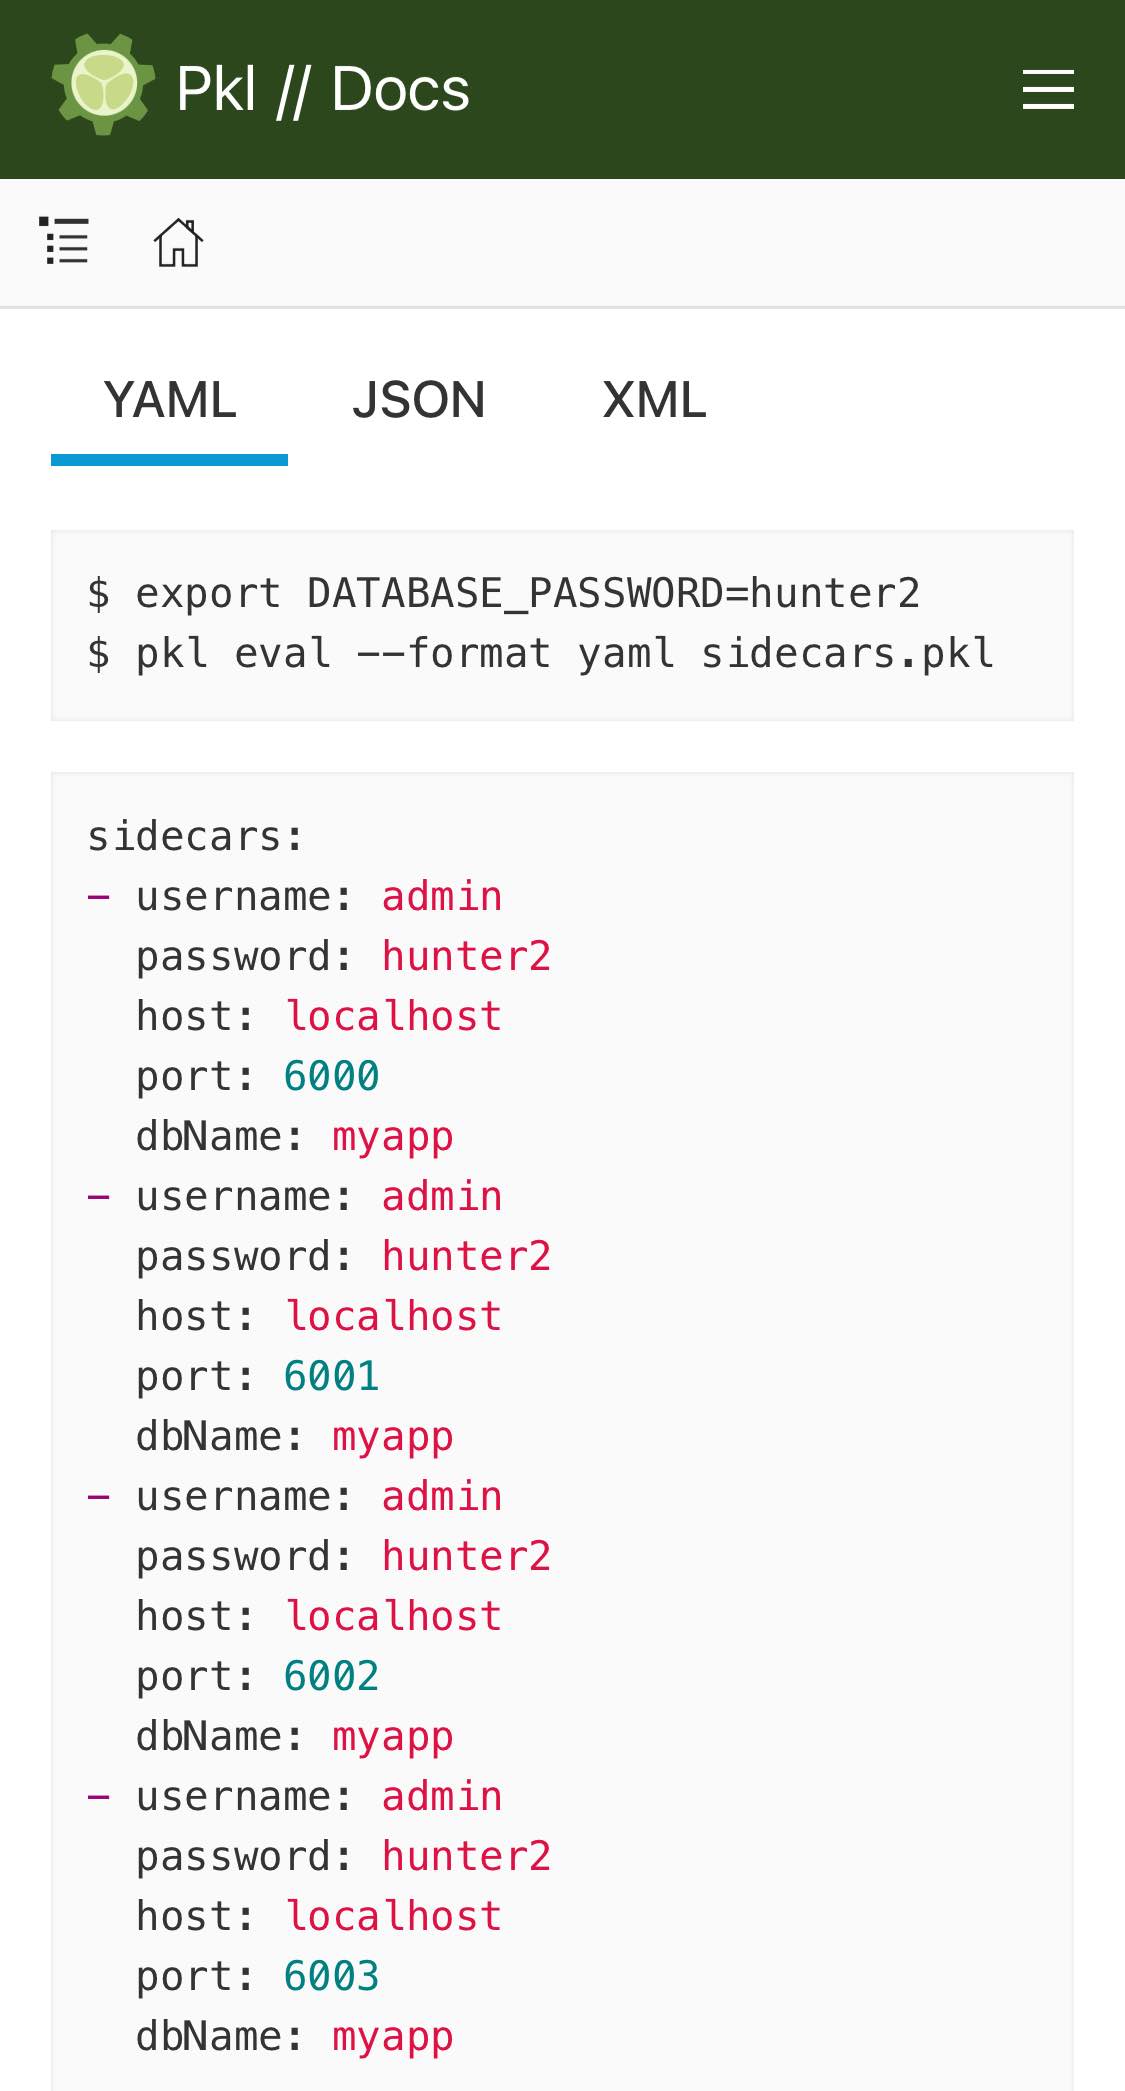 Pkl // Docs
YAML JSON XML
$ export DATABASE_PASSWORD=hunter2
$ pkl eval --format yaml sidecars.pkl
sidecars:
- username: admin
  password: hunter2
  host: localhost
  port: 6000
  dbName: myapp
- username: admin
  password: hunter2
  host: localhost
  port: 6001
  dbName: myapp
- username: admin
  password: hunter2
  host: localhost
  port: 6002
  dbName: myapp
- username: admin
  password: hunter2
  host: localhost
  port: 6003
  dbName: myapp